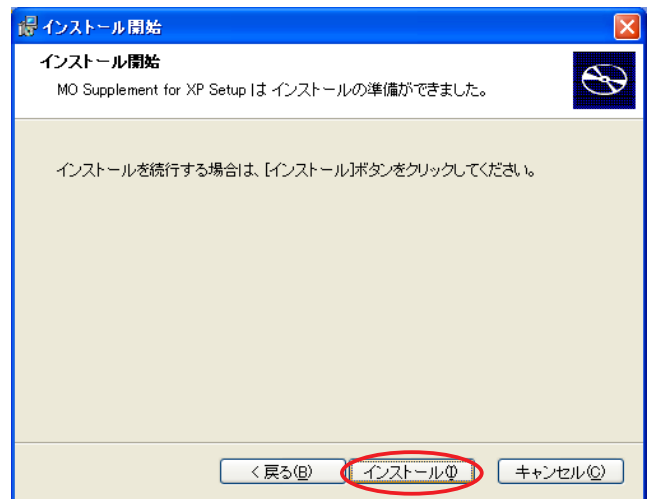 インストール開始
インストール開始
MO Supplement for XP Setup は インストールの準備ができました。
インストールを続行する場合は、[インストール]ボタンをクリックしてください。
< 戻る(B) インストール(I) キャンセル(C)